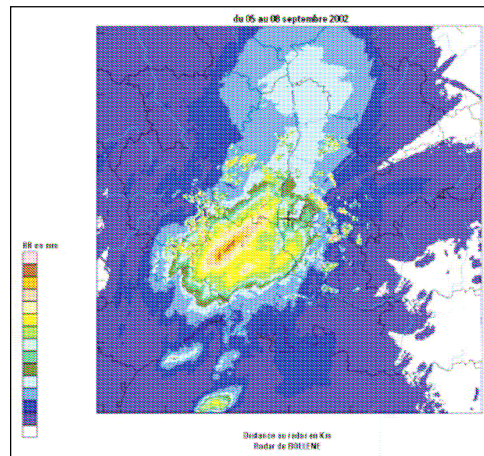 du 05 au 08 septembre 2002
RR en mm
Distance au radar en Km
Radar de BOLLENE